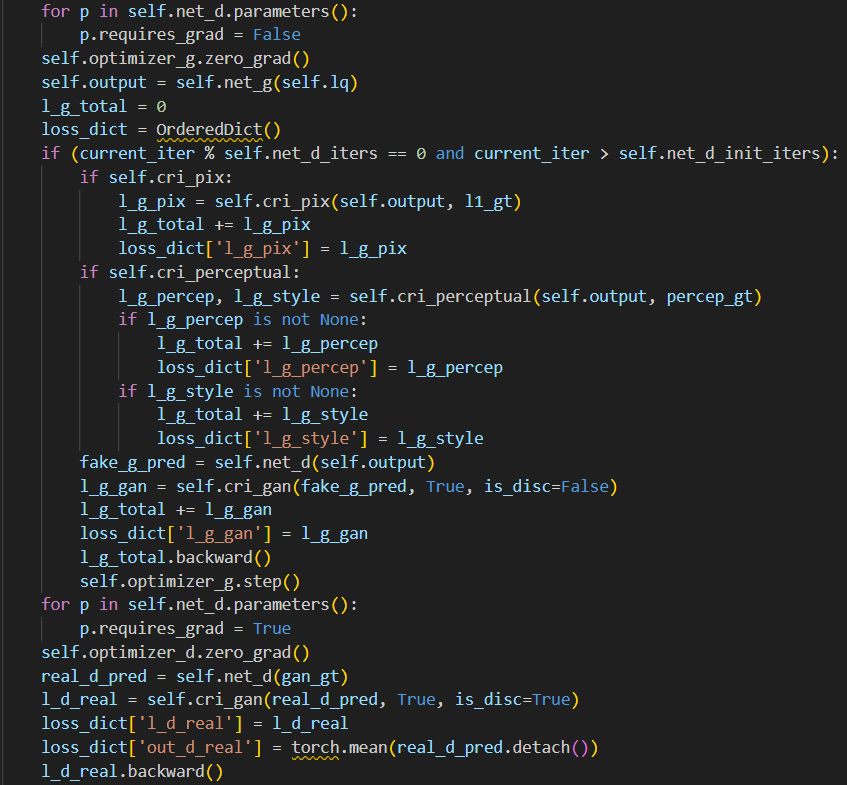 for p in self.net_d.parameters():
    p.requires_grad = False
self.optimizer_g.zero_grad()
self.output = self.net_g(self.lq)
l_g_total = 0
loss_dict = OrderedDict()
if (current_iter % self.net_d_iters == 0 and current_iter > self.net_d_init_iters):
    if self.cri_pix:
        l_g_pix = self.cri_pix(self.output, l1_gt)
        l_g_total += l_g_pix
        loss_dict['l_g_pix'] = l_g_pix
    if self.cri_perceptual:
        l_g_percep, l_g_style = self.cri_perceptual(self.output, percep_gt)
        if l_g_percep is not None:
            l_g_total += l_g_percep
            loss_dict['l_g_percep'] = l_g_percep
        if l_g_style is not None:
            l_g_total += l_g_style
            loss_dict['l_g_style'] = l_g_style
    fake_g_pred = self.net_d(self.output)
    l_g_gan = self.cri_gan(fake_g_pred, True, is_disc=False)
    l_g_total += l_g_gan
    loss_dict['l_g_gan'] = l_g_gan
    l_g_total.backward()
    self.optimizer_g.step()
for p in self.net_d.parameters():
    p.requires_grad = True
self.optimizer_d.zero_grad()
real_d_pred = self.net_d(gan_gt)
l_d_real = self.cri_gan(real_d_pred, True, is_disc=True)
loss_dict['l_d_real'] = l_d_real
loss_dict['out_d_real'] = torch.mean(real_d_pred.detach())
l_d_real.backward()